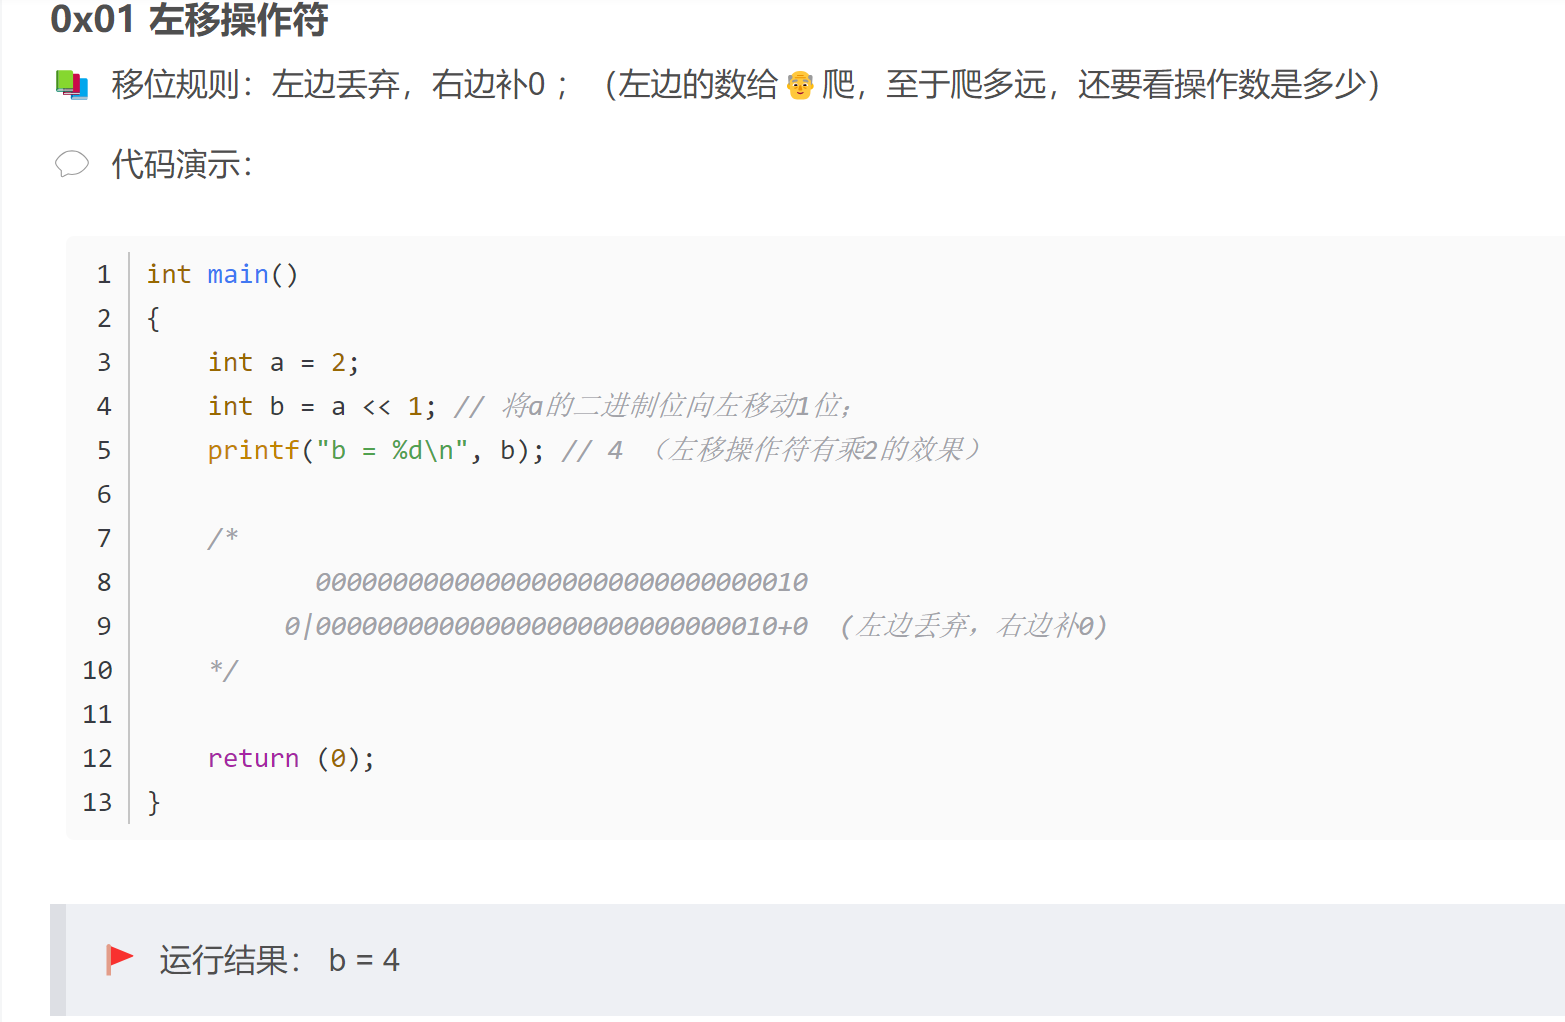 0x01 左移操作符
📚 移位规则：左边丢弃，右边补0 ；（左边的数给👴爬，至于爬多远，还要看操作数是多少）
💬 代码演示：
1 int main()
2 {
3     int a = 2;
4     int b = a << 1; // 将a的二进制位向左移动1位；
5     printf("b = %d\n", b); // 4 （左移操作符有乘2的效果）
6
7     /*
8            00000000000000000000000000000010
9          0|0000000000000000000000000000010+0  (左边丢弃，右边补0)
10     */
11
12     return (0);
13 }
🚩 运行结果： b = 4